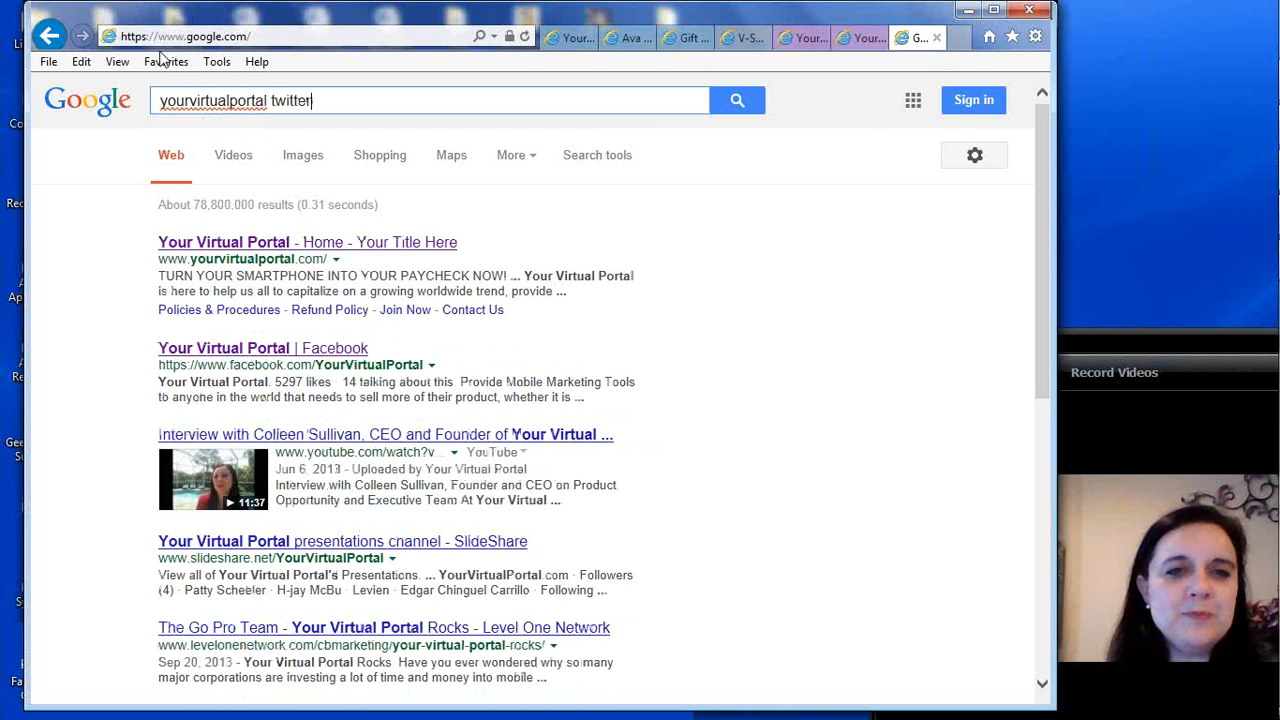 https://www.google.com/
Your...
Ava ...
Gift ...
V-S...
Your...
Your...
G...
File Edit View Favorites Tools Help
Google
yourvirtualportal twitter
Sign in
Web Videos Images Shopping Maps More Search tools
About 78,800,000 results (0.31 seconds)
Your Virtual Portal - Home - Your Title Here
www.yourvirtualportal.com/
TURN YOUR SMARTPHONE INTO YOUR PAYCHECK NOW! ... Your Virtual Portal
is here to help us all to capitalize on a growing worldwide trend, provide ...
Policies & Procedures - Refund Policy - Join Now - Contact Us
Your Virtual Portal | Facebook
https://www.facebook.com/YourVirtualPortal
Your Virtual Portal. 5297 likes · 14 talking about this. Provide Mobile Marketing Tools
to anyone in the world that needs to sell more of their product, whether it is ...
Interview with Colleen Sullivan, CEO and Founder of Your Virtual ...
www.youtube.com/watch?v... YouTube
Jun 6, 2013 - Uploaded by Your Virtual Portal
11:37
Interview with Colleen Sullivan, Founder and CEO on Product
Opportunity and Executive Team At Your Virtual ...
Your Virtual Portal presentations channel - SlideShare
www.slideshare.net/YourVirtualPortal
View all of Your Virtual Portal's Presentations. ... YourVirtualPortal.com · Followers
(4) · Patty Scheeler · H-jay McBu · Levien · Edgar Chinguel Carrillo · Following ...
The Go Pro Team - Your Virtual Portal Rocks - Level One Network
www.levelonenetwork.com/cbmarketing/your-virtual-portal-rocks/
Sep 20, 2013 - Your Virtual Portal Rocks Have you ever wondered why so many
major corporations are investing a lot of time and money into mobile ...
Record Videos